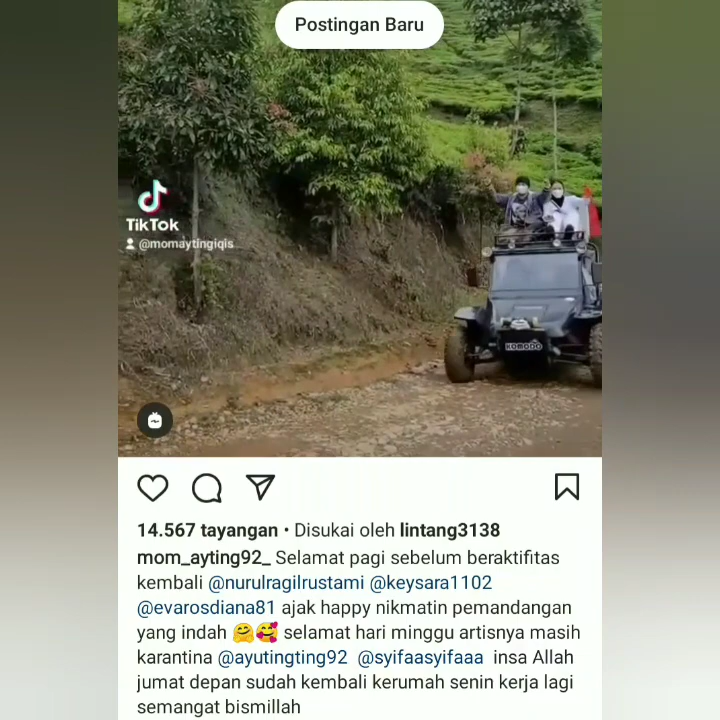 Postingan Baru
TikTok
@momaytingiqis
KOMODO
14.567 tayangan • Disukai oleh lintang3138
mom_ayting92_ Selamat pagi sebelum beraktifitas
kembali @nurulragilrustami @keysara1102
@evarosdiana81 ajak happy nikmatin pemandangan
yang indah 🤗🥰 selamat hari minggu artisnya masih
karantina @ayutingting92 @syifaasyifaaa insa Allah
jumat depan sudah kembali kerumah senin kerja lagi
semangat bismillah